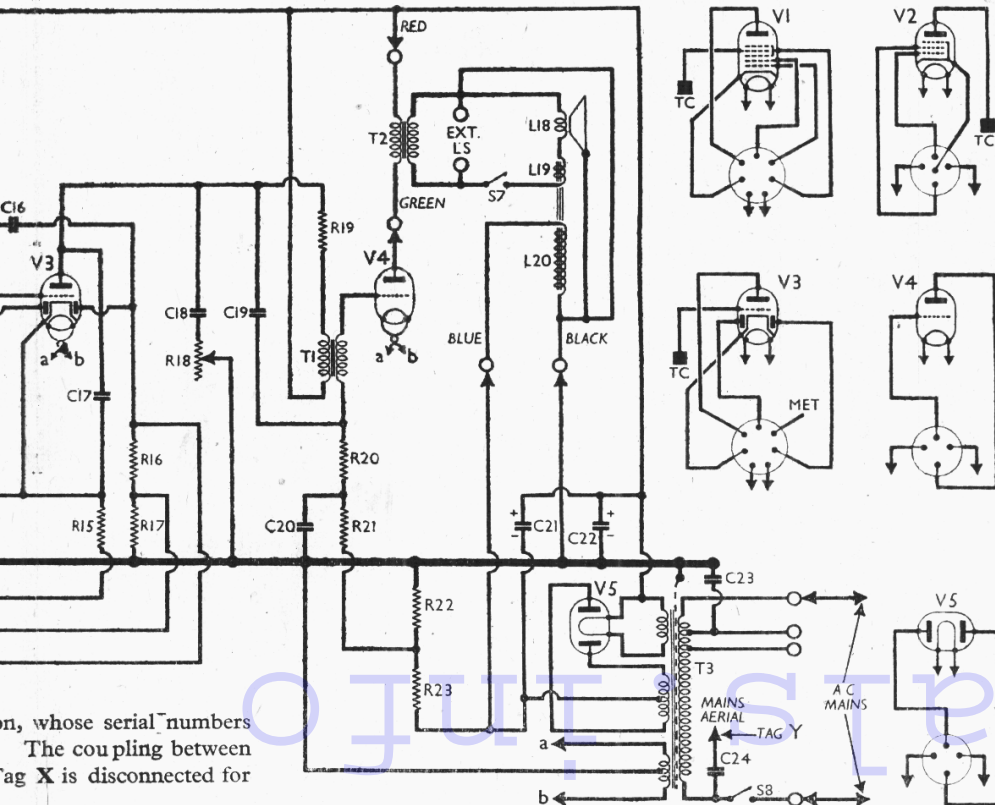 RED
V1
V2
TC
TC
T2
EXT.
LS
L18
L19
S7
C16
GREEN
R19
L20
V3
V4
a
b
C18
C19
R18
T1
a
b
BLUE
BLACK
C17
V3
V4
TC
MET
R16
R20
R15
R17
C20
R21
+
-
C21
C22
+
-
V5
C23
R22
V5
T3
R23
A C
MAINS
MAINS
AERIAL
TAG Y
a
C24
b
S8
on, whose serial numbers
The coupling between
Tag X is disconnected for